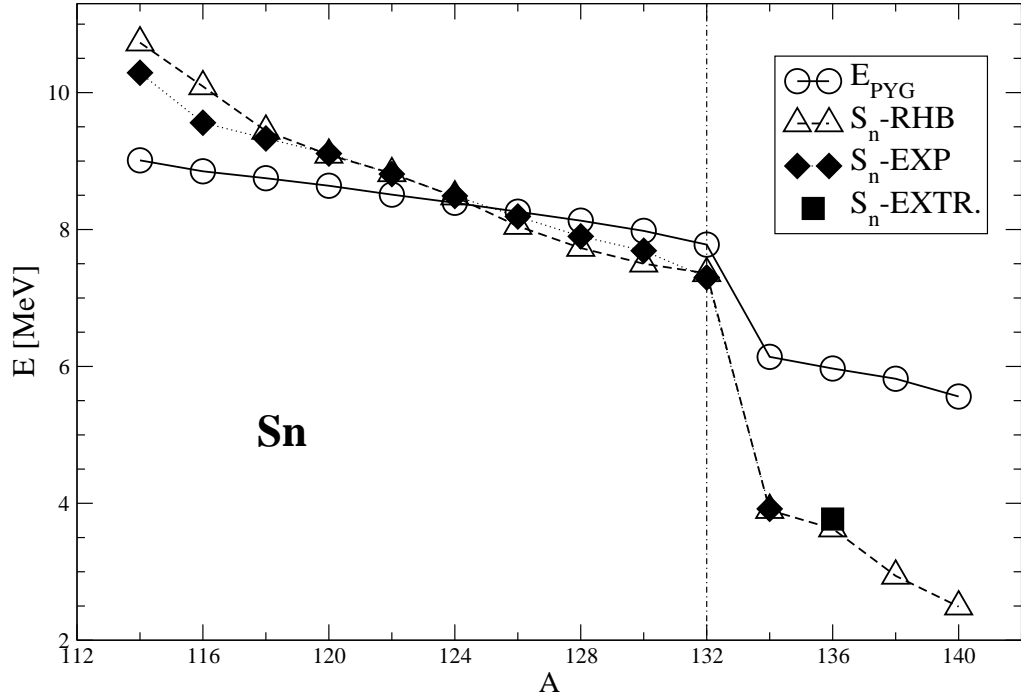 10
8
6
4
2
E [MeV]
E_PYG
S_n-RHB
S_n-EXP
S_n-EXTR.
Sn
112 116 120 124 128 132 136 140
A